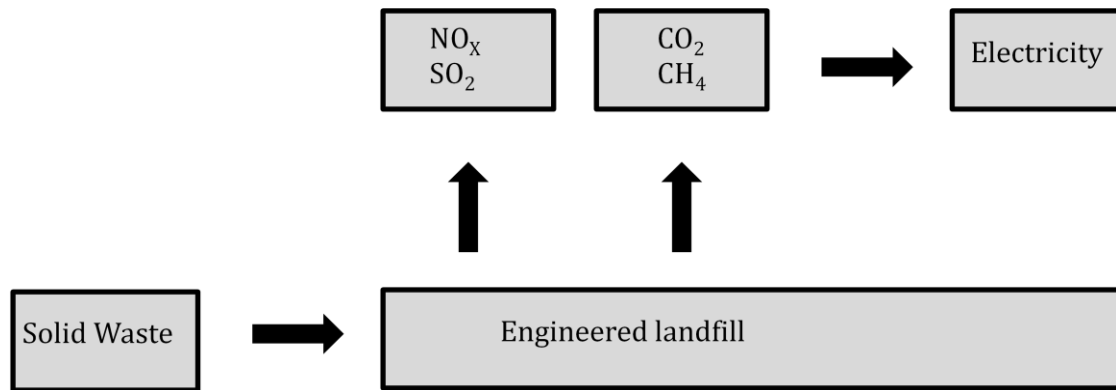 NOₓ
SO₂
CO₂
CH₄
Electricity
Solid Waste
Engineered landfill